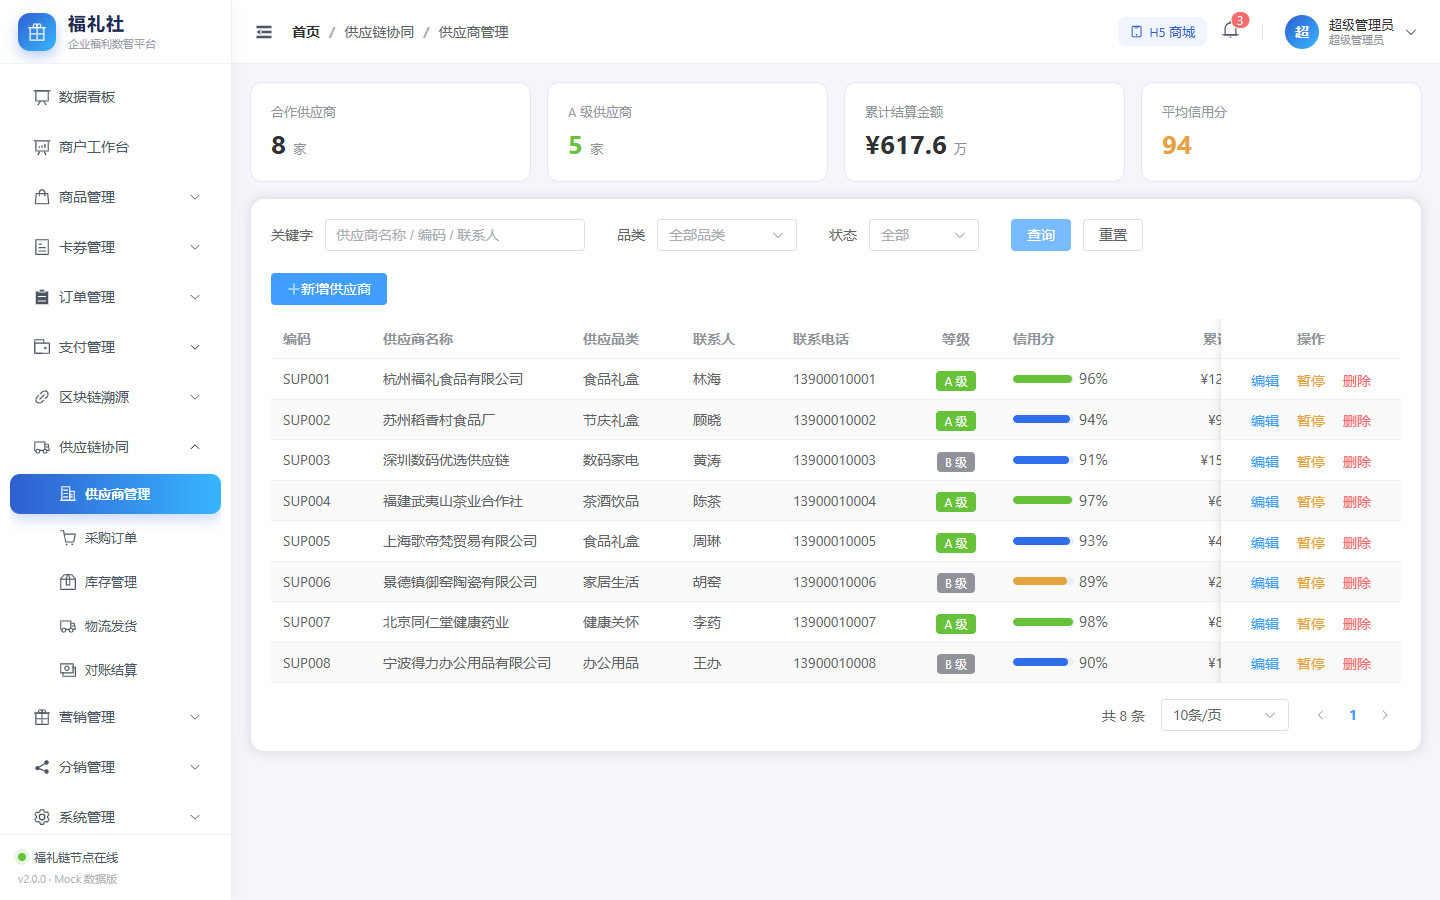 福礼社
企业福利数智平台
数据看板
商户工作台
商品管理
卡券管理
订单管理
支付管理
区块链溯源
供应链协同
供应商管理
采购订单
库存管理
物流发货
对账结算
营销管理
分销管理
系统管理
福礼链节点在线
v2.0.0 · Mock 数据版
首页 / 供应链协同 / 供应商管理
H5 商城
3
超
超级管理员
超级管理员
合作供应商
8 家
A 级供应商
5 家
累计结算金额
¥617.6 万
平均信用分
94
关键字 供应商名称 / 编码 / 联系人 品类 全部品类 状态 全部 查询 重置
新增供应商
编码 供应商名称 供应品类 联系人 联系电话 等级 信用分 操作
SUP001 杭州福礼食品有限公司 食品礼盒 林海 13900010001 A 级 96% ¥12 编辑 暂停 删除
SUP002 苏州稻香村食品厂 节庆礼盒 顾晓 13900010002 A 级 94% ¥9 编辑 暂停 删除
SUP003 深圳数码优选供应链 数码家电 黄涛 13900010003 B 级 91% ¥15 编辑 暂停 删除
SUP004 福建武夷山茶业合作社 茶酒饮品 陈茶 13900010004 A 级 97% ¥6 编辑 暂停 删除
SUP005 上海歌帝梵贸易有限公司 食品礼盒 周琳 13900010005 A 级 93% ¥4 编辑 暂停 删除
SUP006 景德镇御窑陶瓷有限公司 家居生活 胡窑 13900010006 B 级 89% ¥2 编辑 暂停 删除
SUP007 北京同仁堂健康药业 健康关怀 李药 13900010007 A 级 98% ¥8 编辑 暂停 删除
SUP008 宁波得力办公用品有限公司 办公用品 王办 13900010008 B 级 90% ¥1 编辑 暂停 删除
共 8 条 10条/页 1